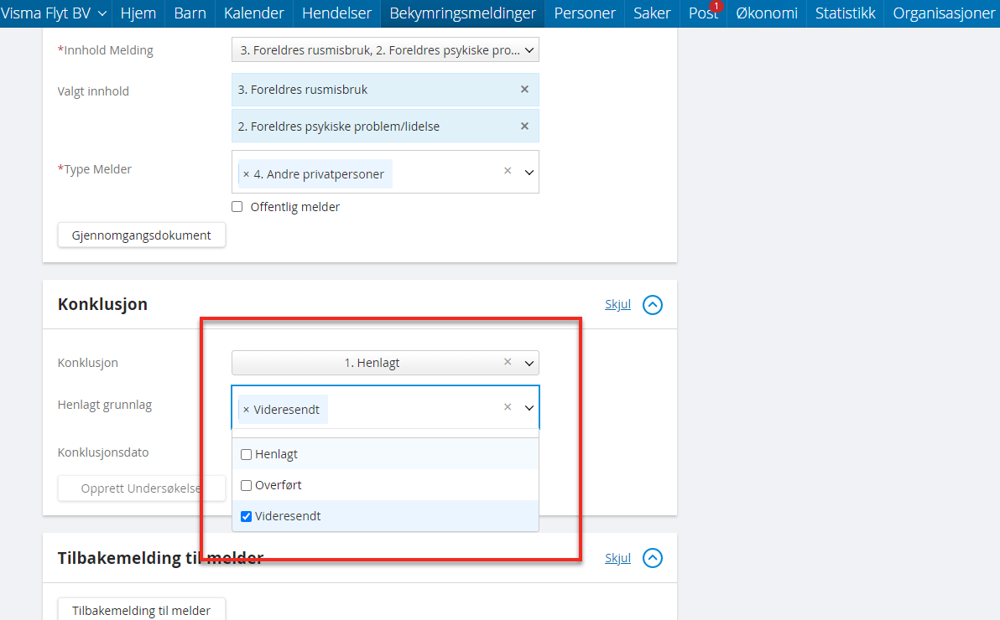 Visma Flyt BV Hjem Barn Kalender Hendelser Bekymringsmeldinger Personer Saker Post 1 Økonomi Statistikk Organisasjoner
*Innhold Melding 3. Foreldres rusmisbruk, 2. Foreldres psykiske pro...
Valgt innhold 3. Foreldres rusmisbruk ×
2. Foreldres psykiske problem/lidelse ×
*Type Melder × 4. Andre privatpersoner ×
Offentlig melder
Gjennomgangsdokument
Konklusjon Skjul
Konklusjon 1. Henlagt ×
Henlagt grunnlag × Videresendt ×
Henlagt
Konklusjonsdato
Overført
Opprett Undersøkelse
Videresendt
Tilbakemelding til melder Skjul
Tilbakemelding til melder